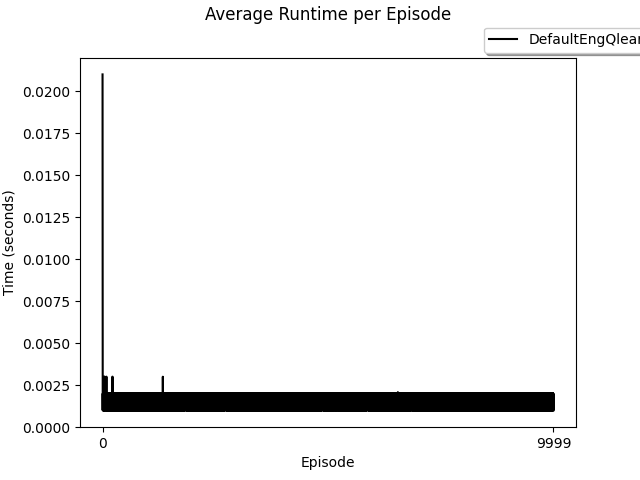 Average Runtime per Episode
DefaultEngQlear
0.0200
0.0175
0.0150
0.0125
0.0100
0.0075
0.0050
0.0025
0.0000
Time (seconds)
0
9999
Episode